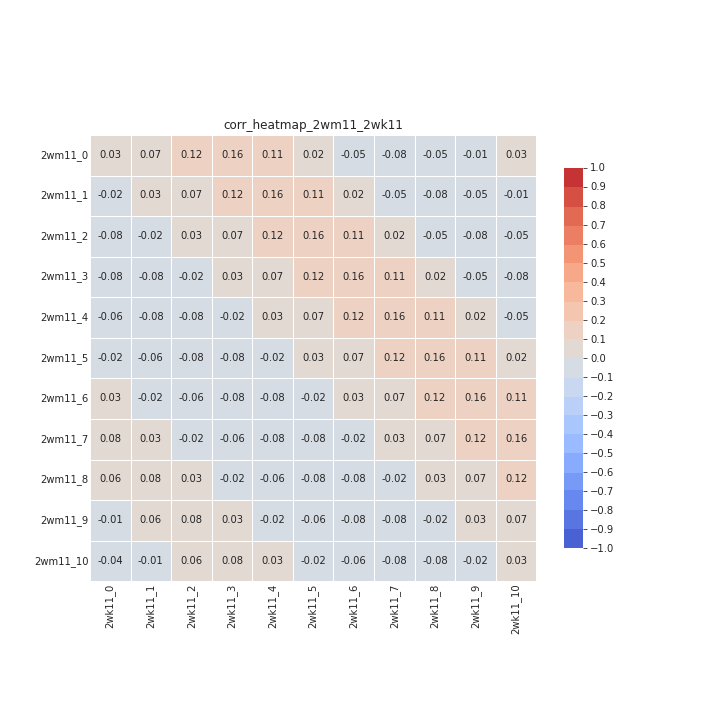 corr_heatmap_2wm11_2wk11
2wm11_0 0.03 0.07 0.12 0.16 0.11 0.02 -0.05 -0.08 -0.05 -0.01 0.03
2wm11_1 -0.02 0.03 0.07 0.12 0.16 0.11 0.02 -0.05 -0.08 -0.05 -0.01
2wm11_2 -0.08 -0.02 0.03 0.07 0.12 0.16 0.11 0.02 -0.05 -0.08 -0.05
2wm11_3 -0.08 -0.08 -0.02 0.03 0.07 0.12 0.16 0.11 0.02 -0.05 -0.08
2wm11_4 -0.06 -0.08 -0.08 -0.02 0.03 0.07 0.12 0.16 0.11 0.02 -0.05
2wm11_5 -0.02 -0.06 -0.08 -0.08 -0.02 0.03 0.07 0.12 0.16 0.11 0.02
2wm11_6 0.03 -0.02 -0.06 -0.08 -0.08 -0.02 0.03 0.07 0.12 0.16 0.11
2wm11_7 0.08 0.03 -0.02 -0.06 -0.08 -0.08 -0.02 0.03 0.07 0.12 0.16
2wm11_8 0.06 0.08 0.03 -0.02 -0.06 -0.08 -0.08 -0.02 0.03 0.07 0.12
2wm11_9 -0.01 0.06 0.08 0.03 -0.02 -0.06 -0.08 -0.08 -0.02 0.03 0.07
2wm11_10 -0.04 -0.01 0.06 0.08 0.03 -0.02 -0.06 -0.08 -0.08 -0.02 0.03
2wk11_0
2wk11_1
2wk11_2
2wk11_3
2wk11_4
2wk11_5
2wk11_6
2wk11_7
2wk11_8
2wk11_9
2wk11_10
1.0
0.9
0.8
0.7
0.6
0.5
0.4
0.3
0.2
0.1
0.0
−0.1
−0.2
−0.3
−0.4
−0.5
−0.6
−0.7
−0.8
−0.9
−1.0